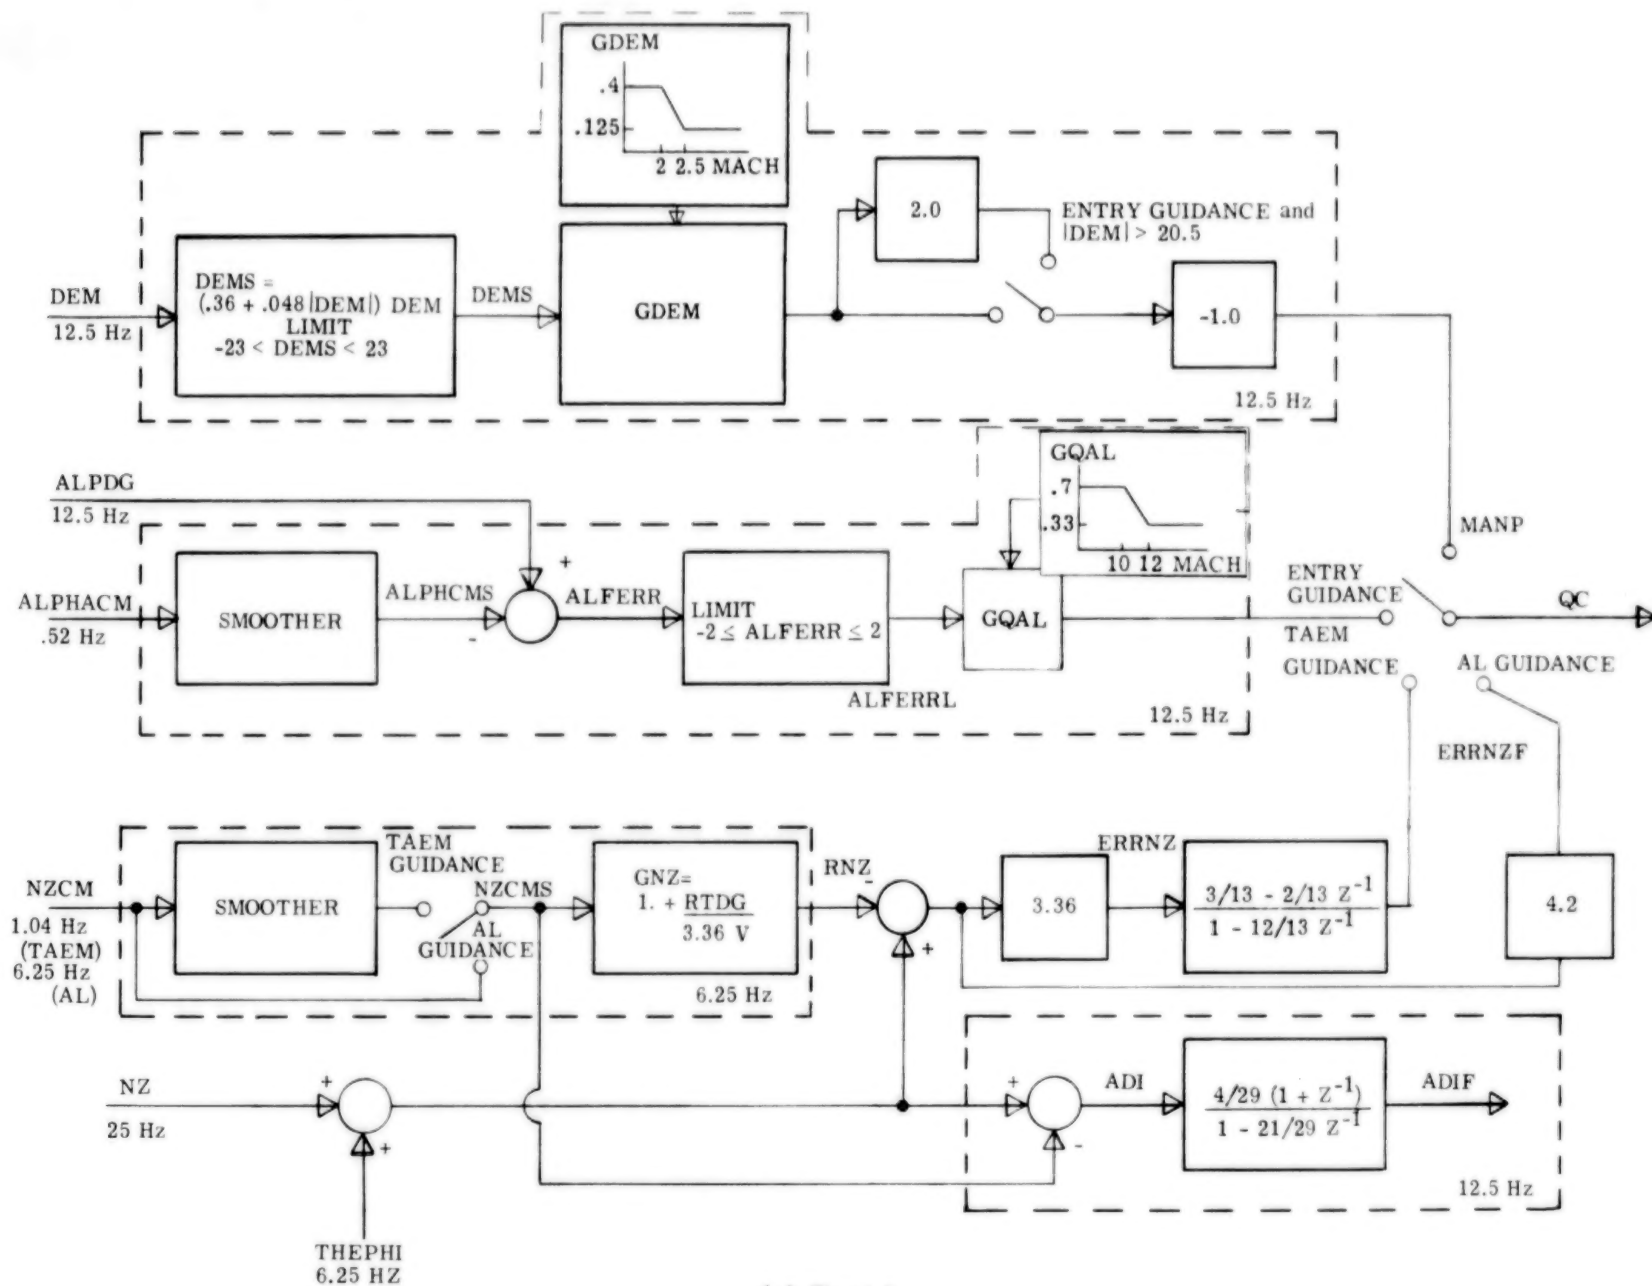 GDEM
.4
.125
2 2.5 MACH
2.0
ENTRY GUIDANCE and
|DEM| > 20.5
DEM
12.5 Hz
DEMS =
(.36 + .048|DEM|) DEM
LIMIT
-23 < DEMS < 23
DEMS
GDEM
-1.0
12.5 Hz
ALPDG
12.5 Hz
GQAL
.7
.33
10 12 MACH
MANP
ALPHACM
.52 Hz
SMOOTHER
ALPHCMS
-
+
ALFERR
LIMIT
-2 ≤ ALFERR ≤ 2
ALFERRL
GQAL
12.5 Hz
ENTRY
GUIDANCE
TAEM
GUIDANCE
QC
AL GUIDANCE
ERRNZF
NZCM
1.04 Hz
(TAEM)
6.25 Hz
(AL)
SMOOTHER
TAEM
GUIDANCE
NZCMS
AL
GUIDANCE
GNZ=
1. + RTDG
3.36 V
6.25 Hz
RNZ
-
+
3.36
ERRNZ
3/13 - 2/13 Z⁻¹
1 - 12/13 Z⁻¹
4.2
NZ
25 Hz
+
+
THEPHI
6.25 HZ
+
-
ADI
4/29 (1 + Z⁻¹)
1 - 21/29 Z⁻¹
ADIF
12.5 Hz